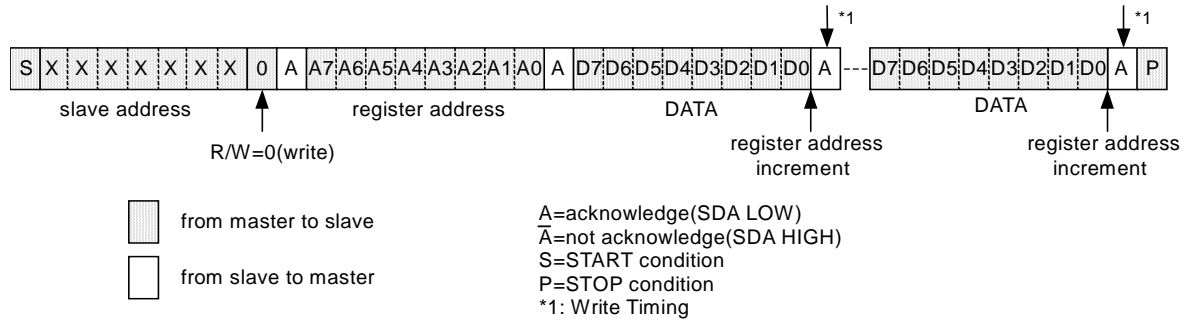 *1 *1
S X X X X X X X 0 A A7 A6 A5 A4 A3 A2 A1 A0 A D7 D6 D5 D4 D3 D2 D1 D0 A D7 D6 D5 D4 D3 D2 D1 D0 A P
slave address register address DATA DATA
R/W=0(write)
register address
increment
register address
increment
from master to slave
from slave to master
A=acknowledge(SDA LOW)
A̅=not acknowledge(SDA HIGH)
S=START condition
P=STOP condition
*1: Write Timing